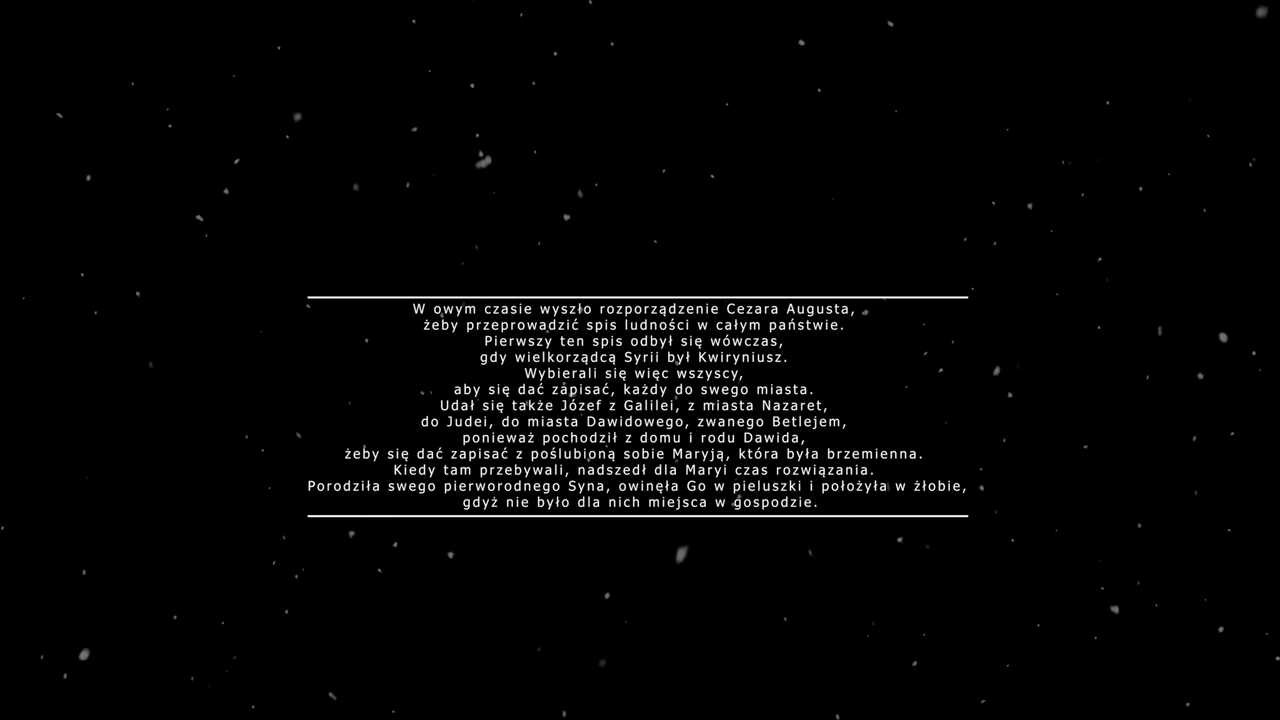 W owym czasie wyszło rozporządzenie Cezara Augusta,
żeby przeprowadzić spis ludności w całym państwie.
Pierwszy ten spis odbył się wówczas,
gdy wielkorządcą Syrii był Kwiryniusz.
Wybierali się więc wszyscy,
aby się dać zapisać, każdy do swego miasta.
Udał się także Józef z Galilei, z miasta Nazaret,
do Judei, do miasta Dawidowego, zwanego Betlejem,
ponieważ pochodził z domu i rodu Dawida,
żeby się dać zapisać z poślubioną sobie Maryją, która była brzemienna.
Kiedy tam przebywali, nadszedł dla Maryi czas rozwiązania.
Porodziła swego pierworodnego Syna, owinęła Go w pieluszki i położyła w żłobie,
gdyż nie było dla nich miejsca w gospodzie.